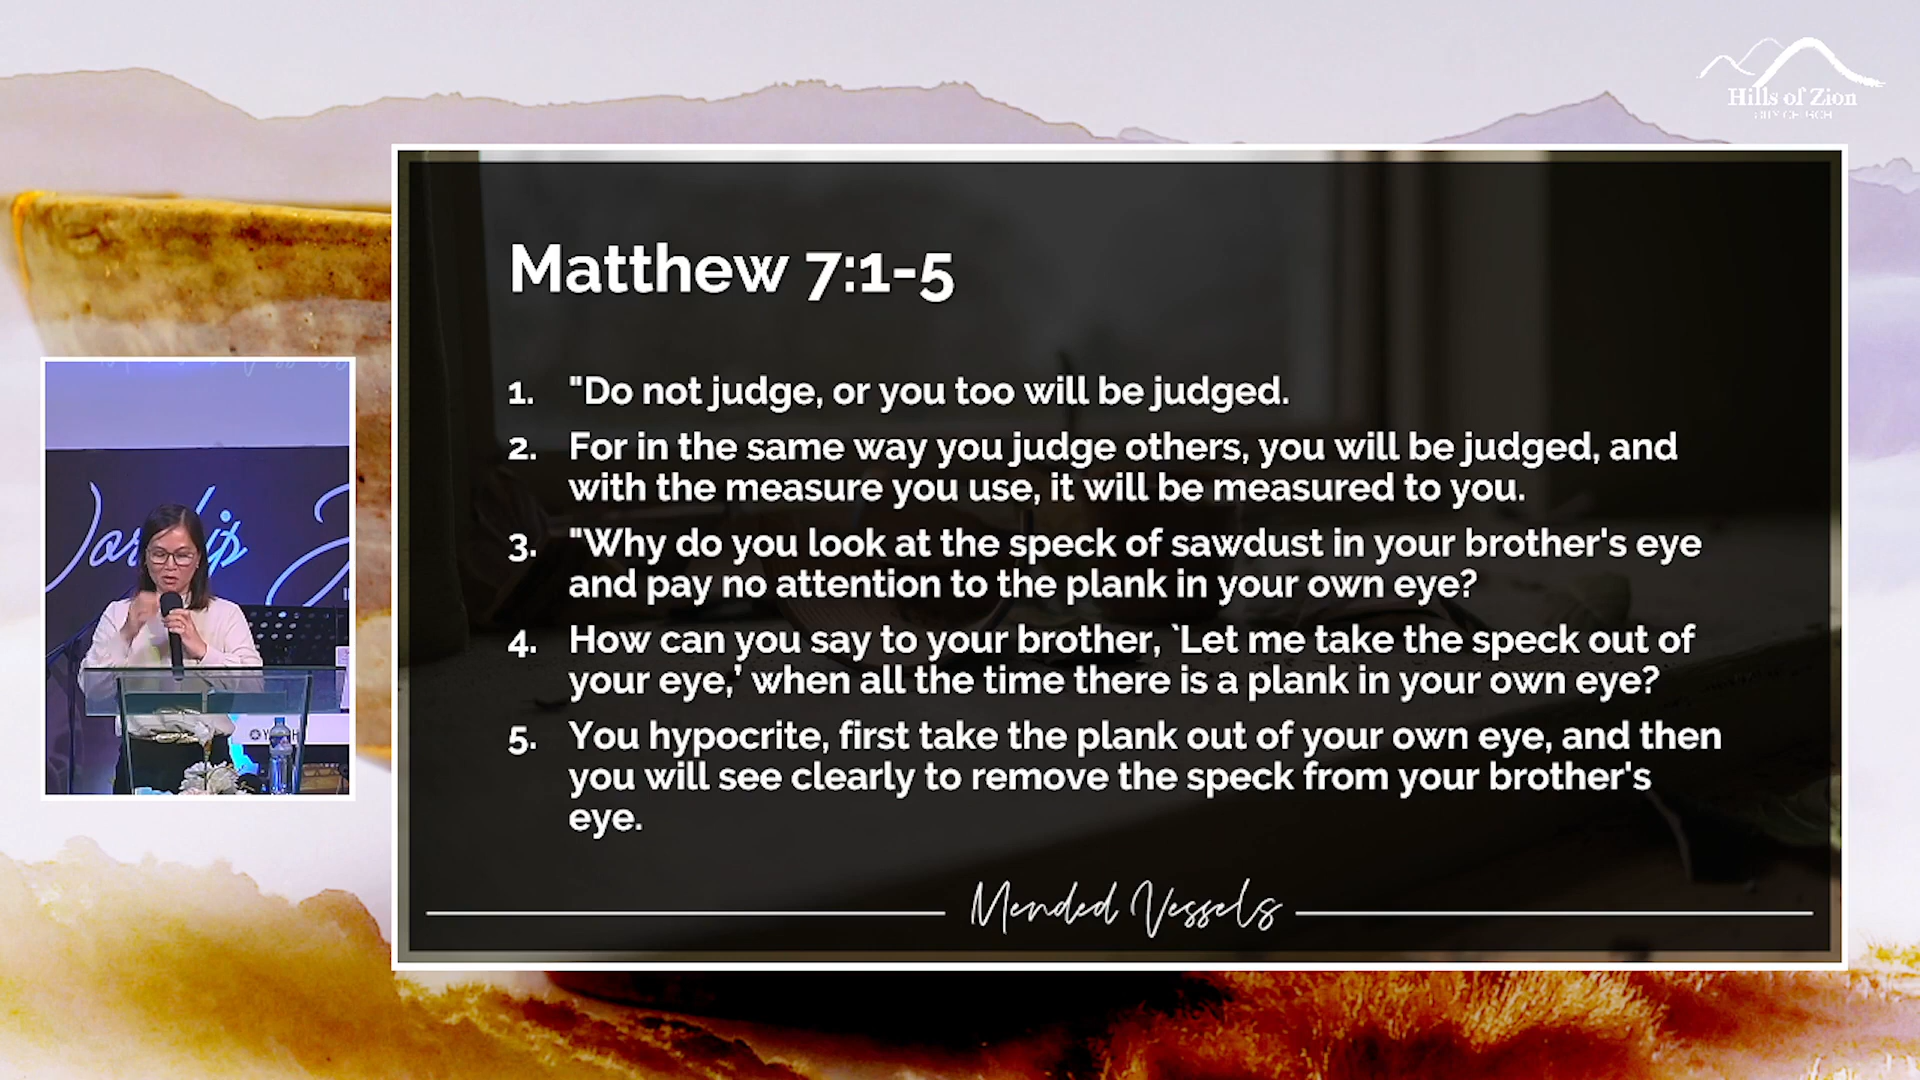 Hills of Zion
CITY CHURCH
Matthew 7:1-5
1. "Do not judge, or you too will be judged.
2. For in the same way you judge others, you will be judged, and
with the measure you use, it will be measured to you.
3. "Why do you look at the speck of sawdust in your brother's eye
and pay no attention to the plank in your own eye?
4. How can you say to your brother, `Let me take the speck out of
your eye,' when all the time there is a plank in your own eye?
5. You hypocrite, first take the plank out of your own eye, and then
you will see clearly to remove the speck from your brother's
eye.
Mended Vessels